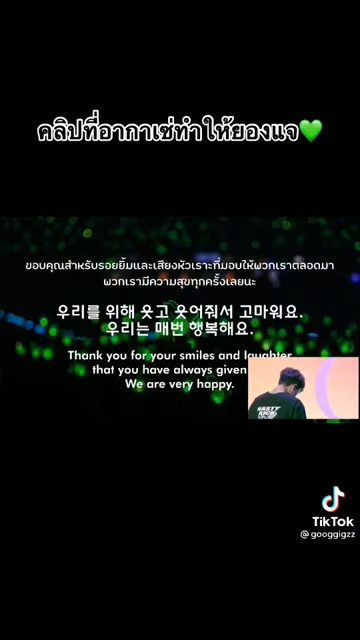 คลิปที่อากาเซ่ทำให้ยองแจ💚
ขอบคุณสำหรับรอยยิ้มและเสียงหัวเราะที่มอบให้พวกเราตลอดมา
พวกเรามีความสุขทุกครั้งเลยนะ
우리를 위해 웃고 웃어줘서 고마워요.
우리는 매번 행복해요.
Thank you for your smiles and laughter
that you have always given
We are very happy.
NASTY
KICK
TikTok
@googgigzz